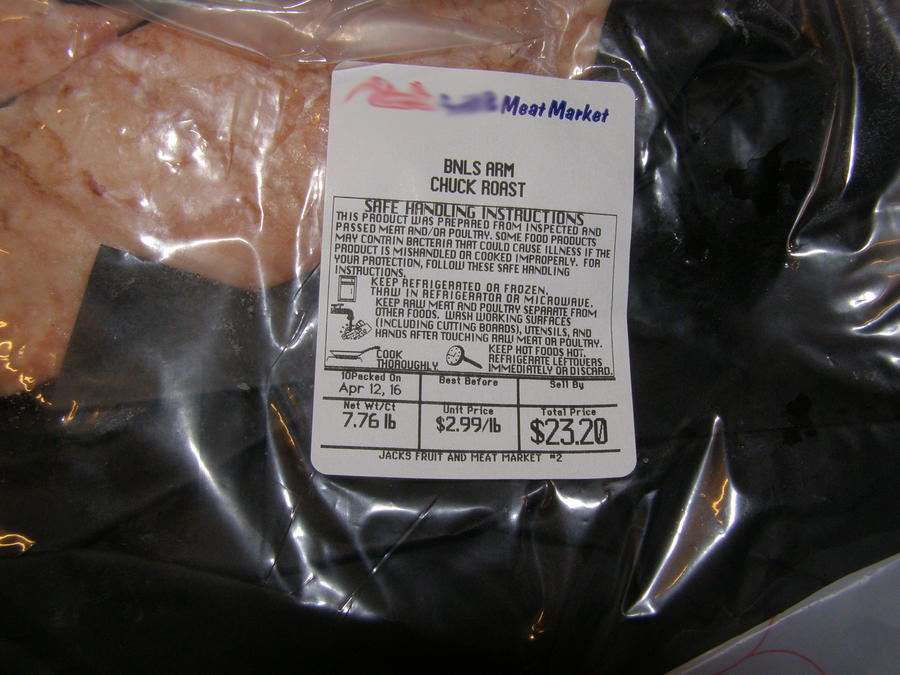 Meat Market
BNLS ARM
CHUCK ROAST
SAFE HANDLING INSTRUCTIONS
THIS PRODUCT WAS PREPARED FROM INSPECTED AND
PASSED MEAT AND/OR POULTRY. SOME FOOD PRODUCTS
MAY CONTAIN BACTERIA THAT COULD CAUSE ILLNESS IF THE
PRODUCT IS MISHANDLED OR COOKED IMPROPERLY. FOR
YOUR PROTECTION, FOLLOW THESE SAFE HANDLING
INSTRUCTIONS.
KEEP REFRIGERATED OR FROZEN.
THAW IN REFRIGERATOR OR MICROWAVE.
KEEP RAW MEAT AND POULTRY SEPARATE FROM
OTHER FOODS. WASH WORKING SURFACES
(INCLUDING CUTTING BOARDS), UTENSILS, AND
HANDS AFTER TOUCHING RAW MEAT OR POULTRY.
COOK
THOROUGHLY
KEEP HOT FOODS HOT.
REFRIGERATE LEFTOVERS
IMMEDIATELY OR DISCARD.
10Packed On
Apr 12, 16
Best Before
Sell By
Net Wt/Ct
7.76 lb
Unit Price
$2.99/lb
Total Price
$23.20
JACKS FRUIT AND MEAT MARKET #2